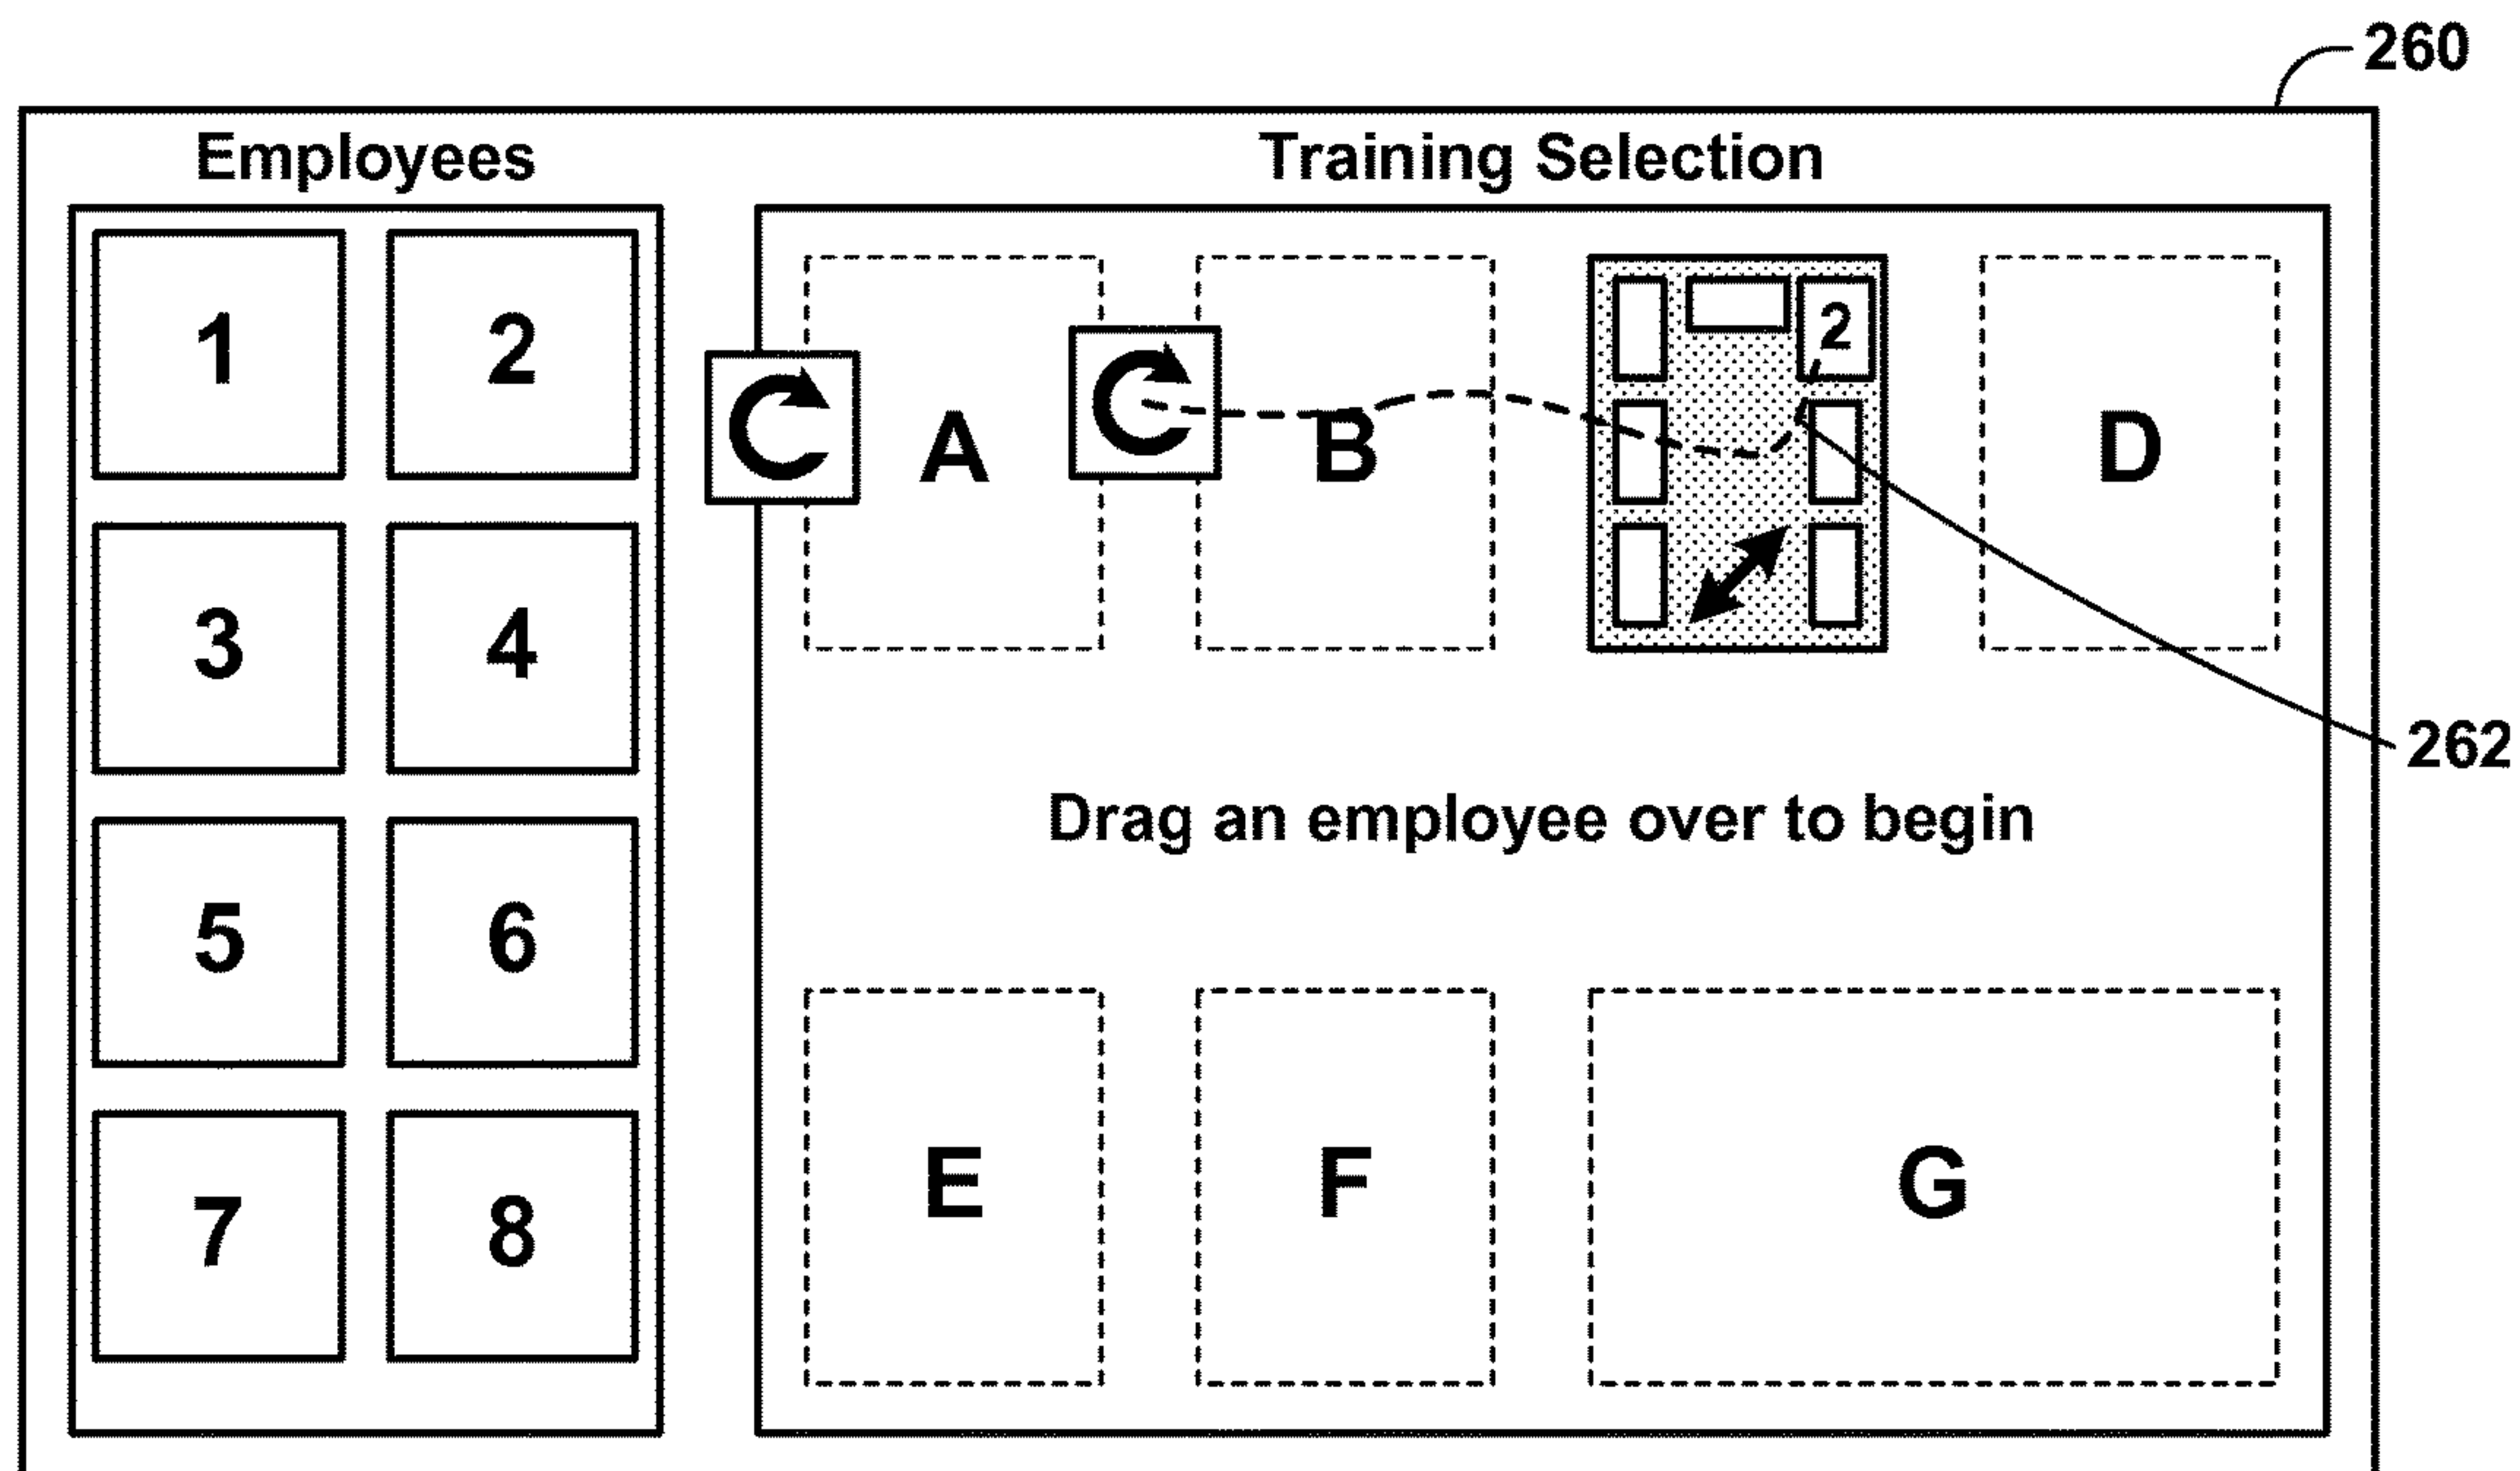 260
Employees
Training Selection
1 2
2
A B D
3 4
262
Drag an employee over to begin
5 6
E F G
7 8